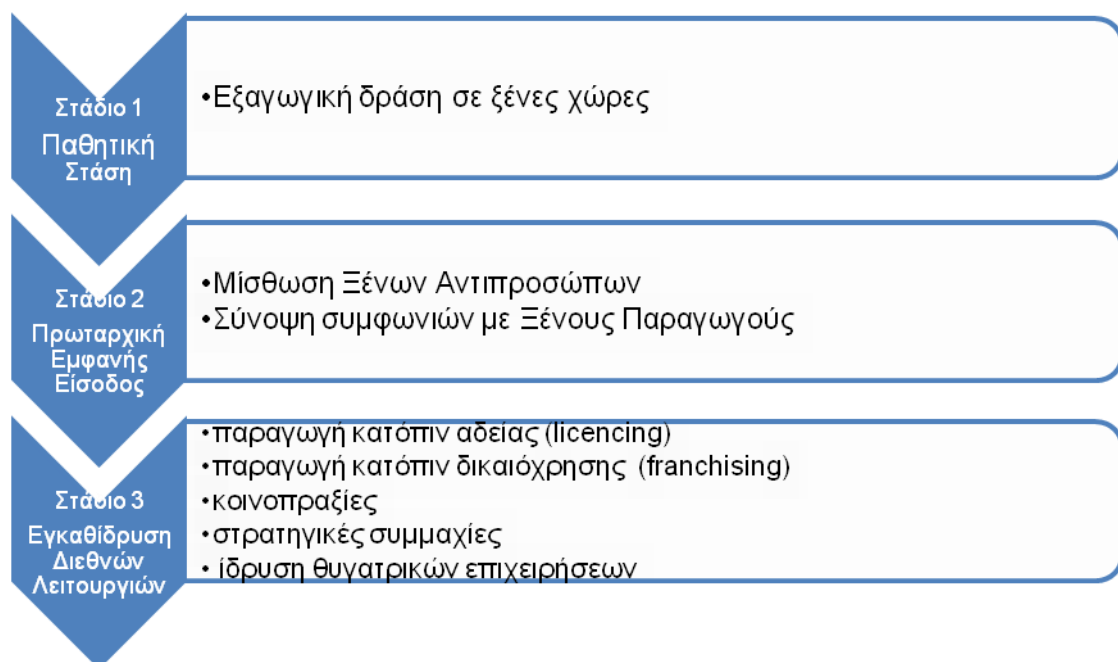 Στάδιο 1
Παθητική
Στάση
•Εξαγωγική δράση σε ξένες χώρες
Στάδιο 2
Πρωταρχική
Εμφανής
Είσοδος
•Μίσθωση Ξένων Αντιπροσώπων
•Σύνοψη συμφωνιών με Ξένους Παραγωγούς
Στάδιο 3
Εγκαθίδρυση
Διεθνών
Λειτουργιών
•παραγωγή κατόπιν αδείας (licencing)
•παραγωγή κατόπιν δικαιόχρησης (franchising)
•κοινοπραξίες
•στρατηγικές συμμαχίες
• ίδρυση θυγατρικών επιχειρήσεων